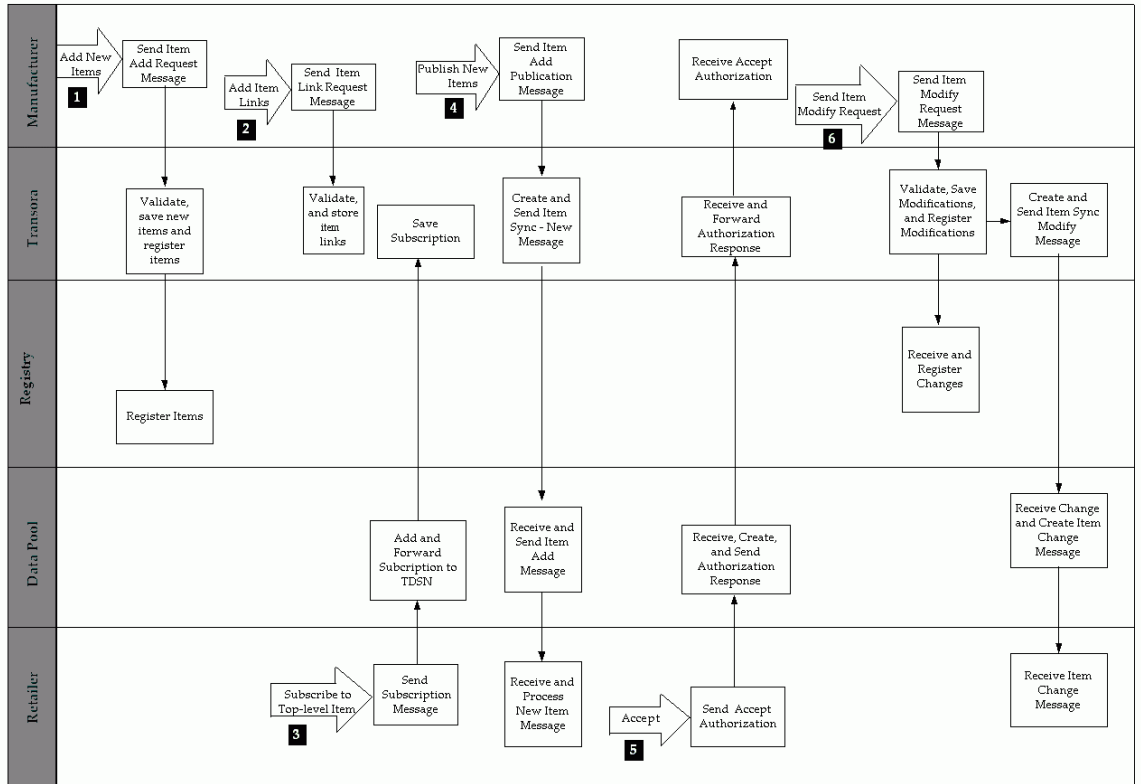 Manufacturer
Add New
Items
1
Send Item
Add Request
Message
Add Item
Links
2
Send Item
Link Request
Message
Publish New
Items
4
Send Item
Add
Publication
Message
Receive Accept
Authorization
Send Item
Modify Request
6
Send Item
Modify
Request
Message
Transora
Validate,
save new
items and
register
items
Validate,
and store
item
links
Save
Subscription
Create and
Send Item
Sync - New
Message
Receive and
Forward
Authorization
Response
Validate, Save
Modifications,
and Register
Modifications
Create and
Send Item Sync
Modify
Message
Registry
Register Items
Receive and
Register
Changes
Data Pool
Add and
Forward
Subcription to
TDSN
Receive and
Send Item
Add
Message
Receive, Create,
and Send
Authorization
Response
Receive Change
and Create Item
Change
Message
Retailer
Subscribe to
Top-level Item
3
Send
Subscription
Message
Receive and
Process
New Item
Message
Accept
5
Send Accept
Authorization
Receive Item
Change
Message